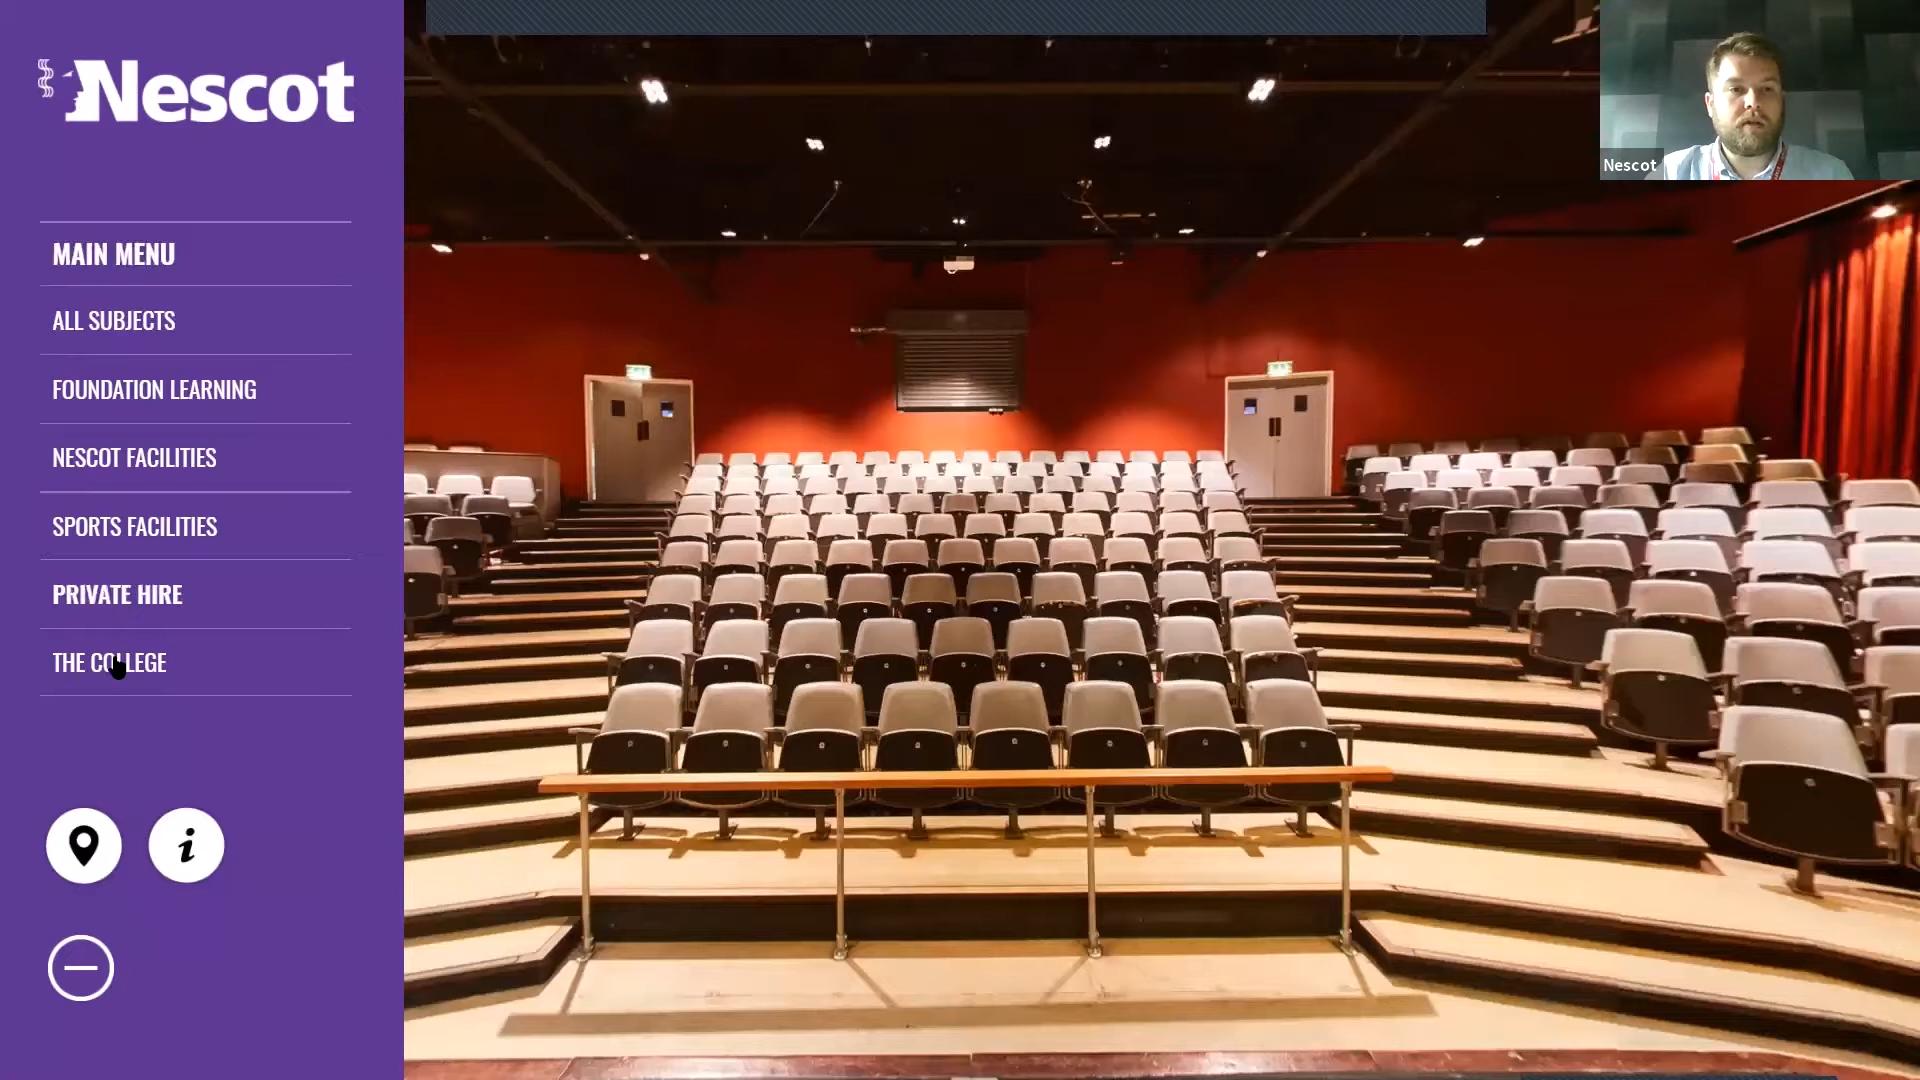 Nescot
MAIN MENU
ALL SUBJECTS
FOUNDATION LEARNING
NESCOT FACILITIES
SPORTS FACILITIES
PRIVATE HIRE
THE COLLEGE
i
Nescot